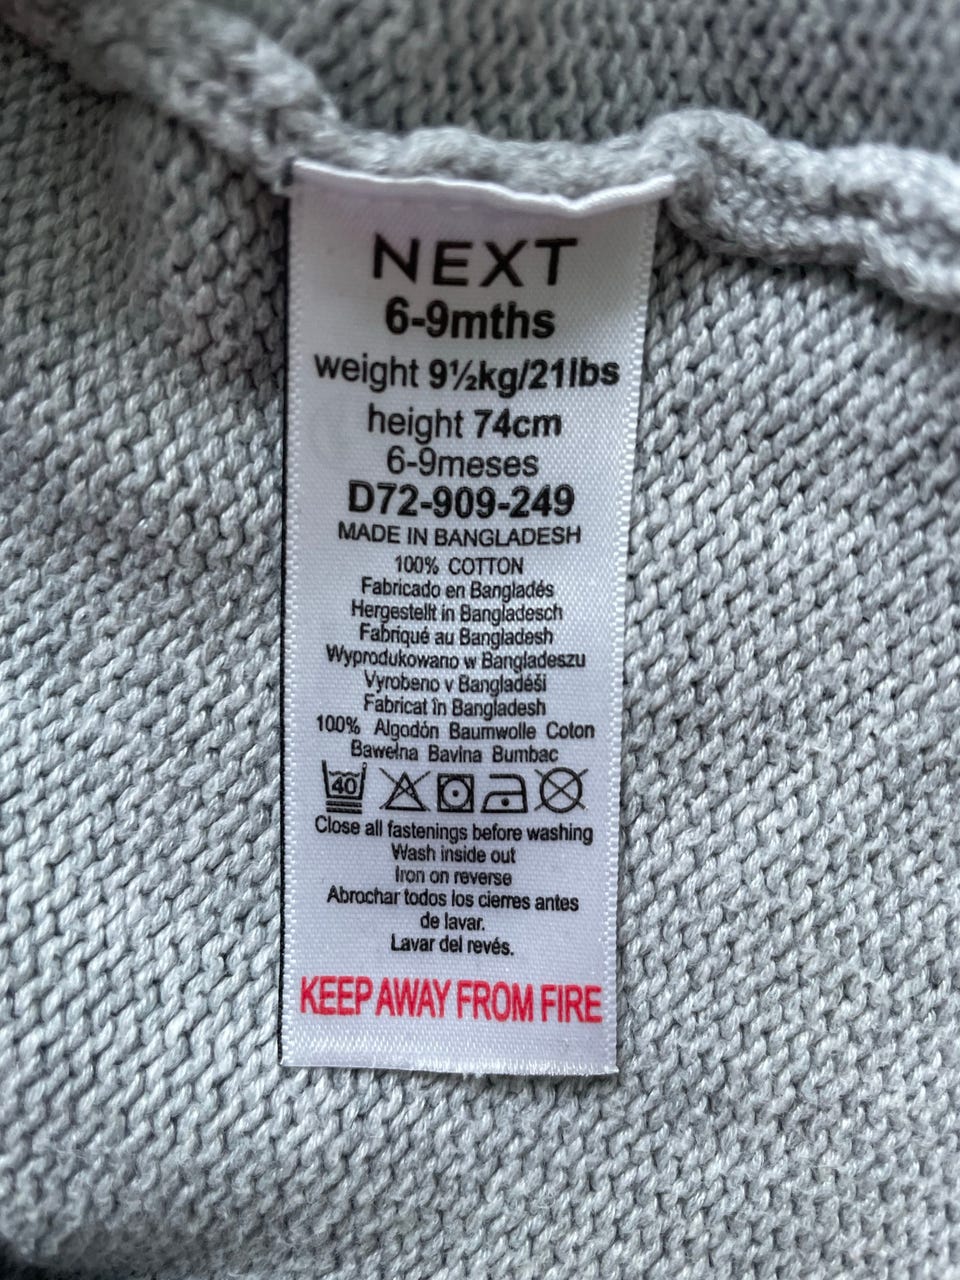 NEXT
6-9mths
weight 9½kg/21lbs
height 74cm
6-9meses
D72-909-249
MADE IN BANGLADESH
100% COTTON
Fabricado en Bangladés
Hergestellt in Bangladesch
Fabriqué au Bangladesh
Wyprodukowano w Bangladeszu
Vyrobeno v Bangladéši
Fabricat în Bangladesh
100% Algodón Baumwolle Coton
Bawełna Bavlna Bumbac
40
Close all fastenings before washing
Wash inside out
Iron on reverse
Abrochar todos los cierres antes
de lavar.
Lavar del revés.
KEEP AWAY FROM FIRE